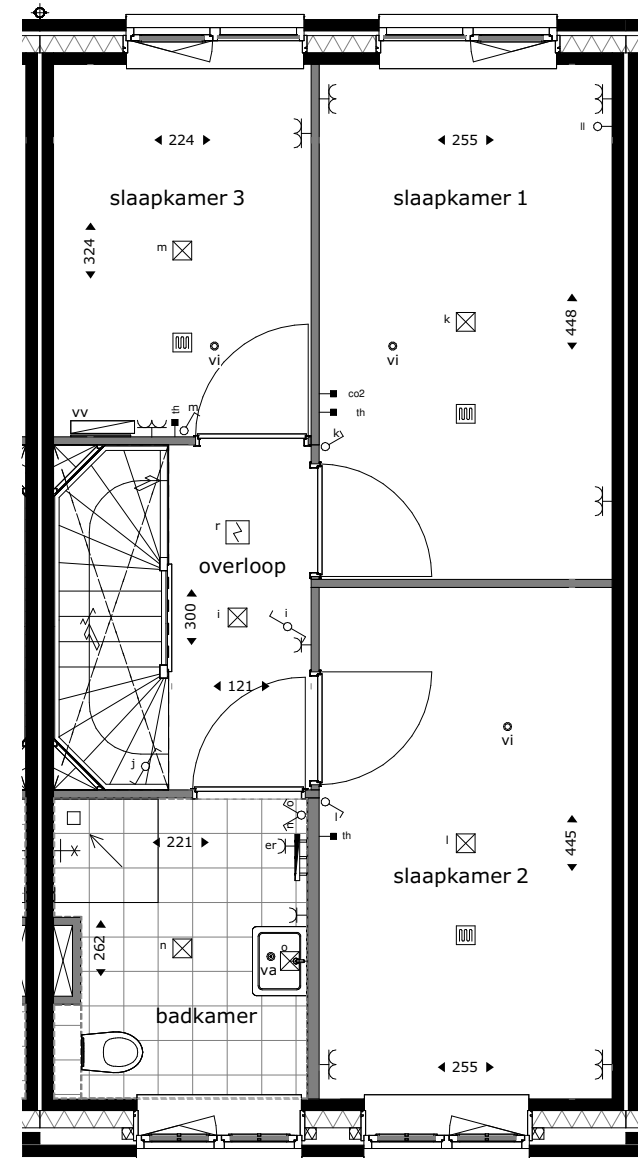 224
255
ll
slaapkamer 3
slaapkamer 1
324
m
448
k
vi
vi
co2
th
vv
th
m
k
r
overloop
300
i
i
121
vi
j
o
n
l
221
er
th
l
445
slaapkamer 2
262
n
o
va
badkamer
255